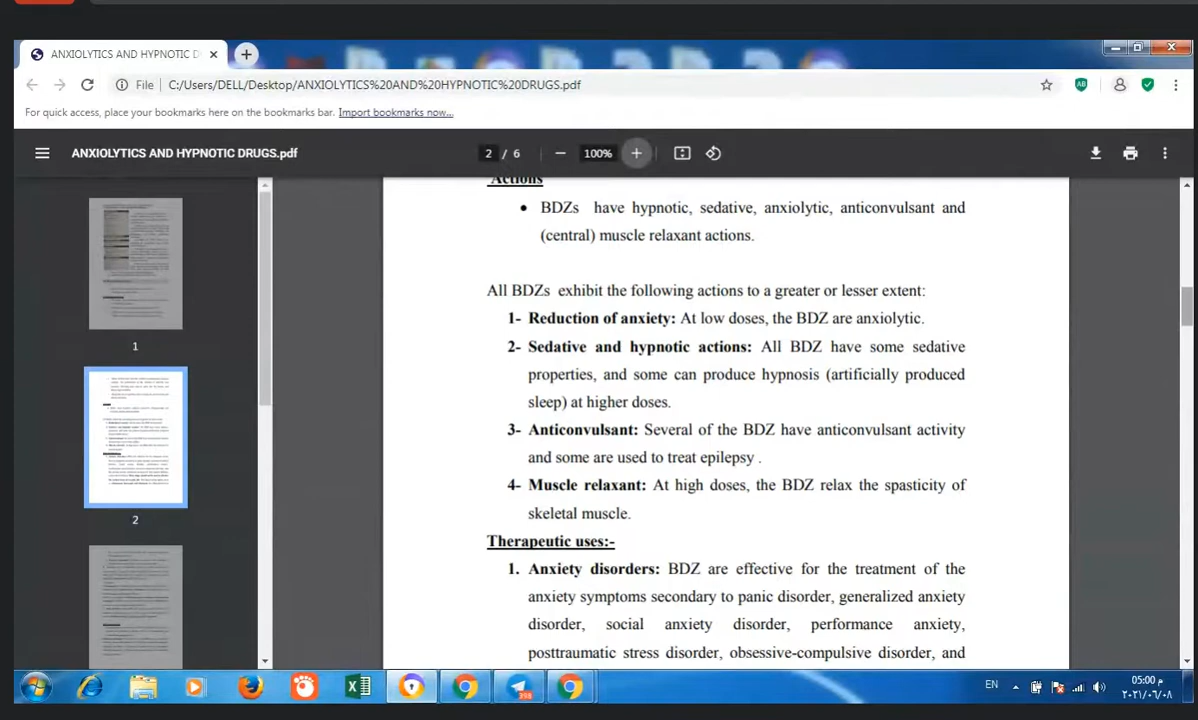 ANXIOLYTICS AND HYPNOTIC D
File
C:/Users/DELL/Desktop/ANXIOLYTICS%20AND%20HYPNOTIC%20DRUGS.pdf
For quick access, place your bookmarks here on the bookmarks bar. Import bookmarks now...
ANXIOLYTICS AND HYPNOTIC DRUGS.pdf
2 / 6
100%
1
2
Actions
• BDZs have hypnotic, sedative, anxiolytic, anticonvulsant and
(central) muscle relaxant actions.
All BDZs exhibit the following actions to a greater or lesser extent:
1- Reduction of anxiety: At low doses, the BDZ are anxiolytic.
2- Sedative and hypnotic actions: All BDZ have some sedative
properties, and some can produce hypnosis (artificially produced
sleep) at higher doses.
3- Anticonvulsant: Several of the BDZ have anticonvulsant activity
and some are used to treat epilepsy .
4- Muscle relaxant: At high doses, the BDZ relax the spasticity of
skeletal muscle.
Therapeutic uses:-
1. Anxiety disorders: BDZ are effective for the treatment of the
anxiety symptoms secondary to panic disorder, generalized anxiety
disorder, social anxiety disorder, performance anxiety,
posttraumatic stress disorder, obsessive-compulsive disorder, and
EN
05:00 م
٢٠٢١/٠٦/٠٨